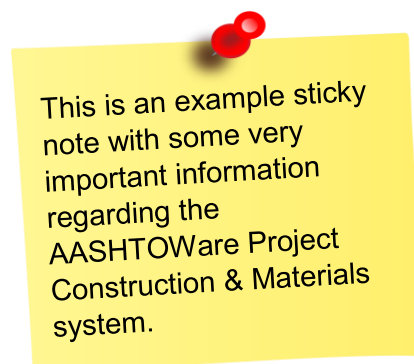 This is an example sticky
note with some very
important information
regarding the
AASHTOWare Project
Construction & Materials
system.